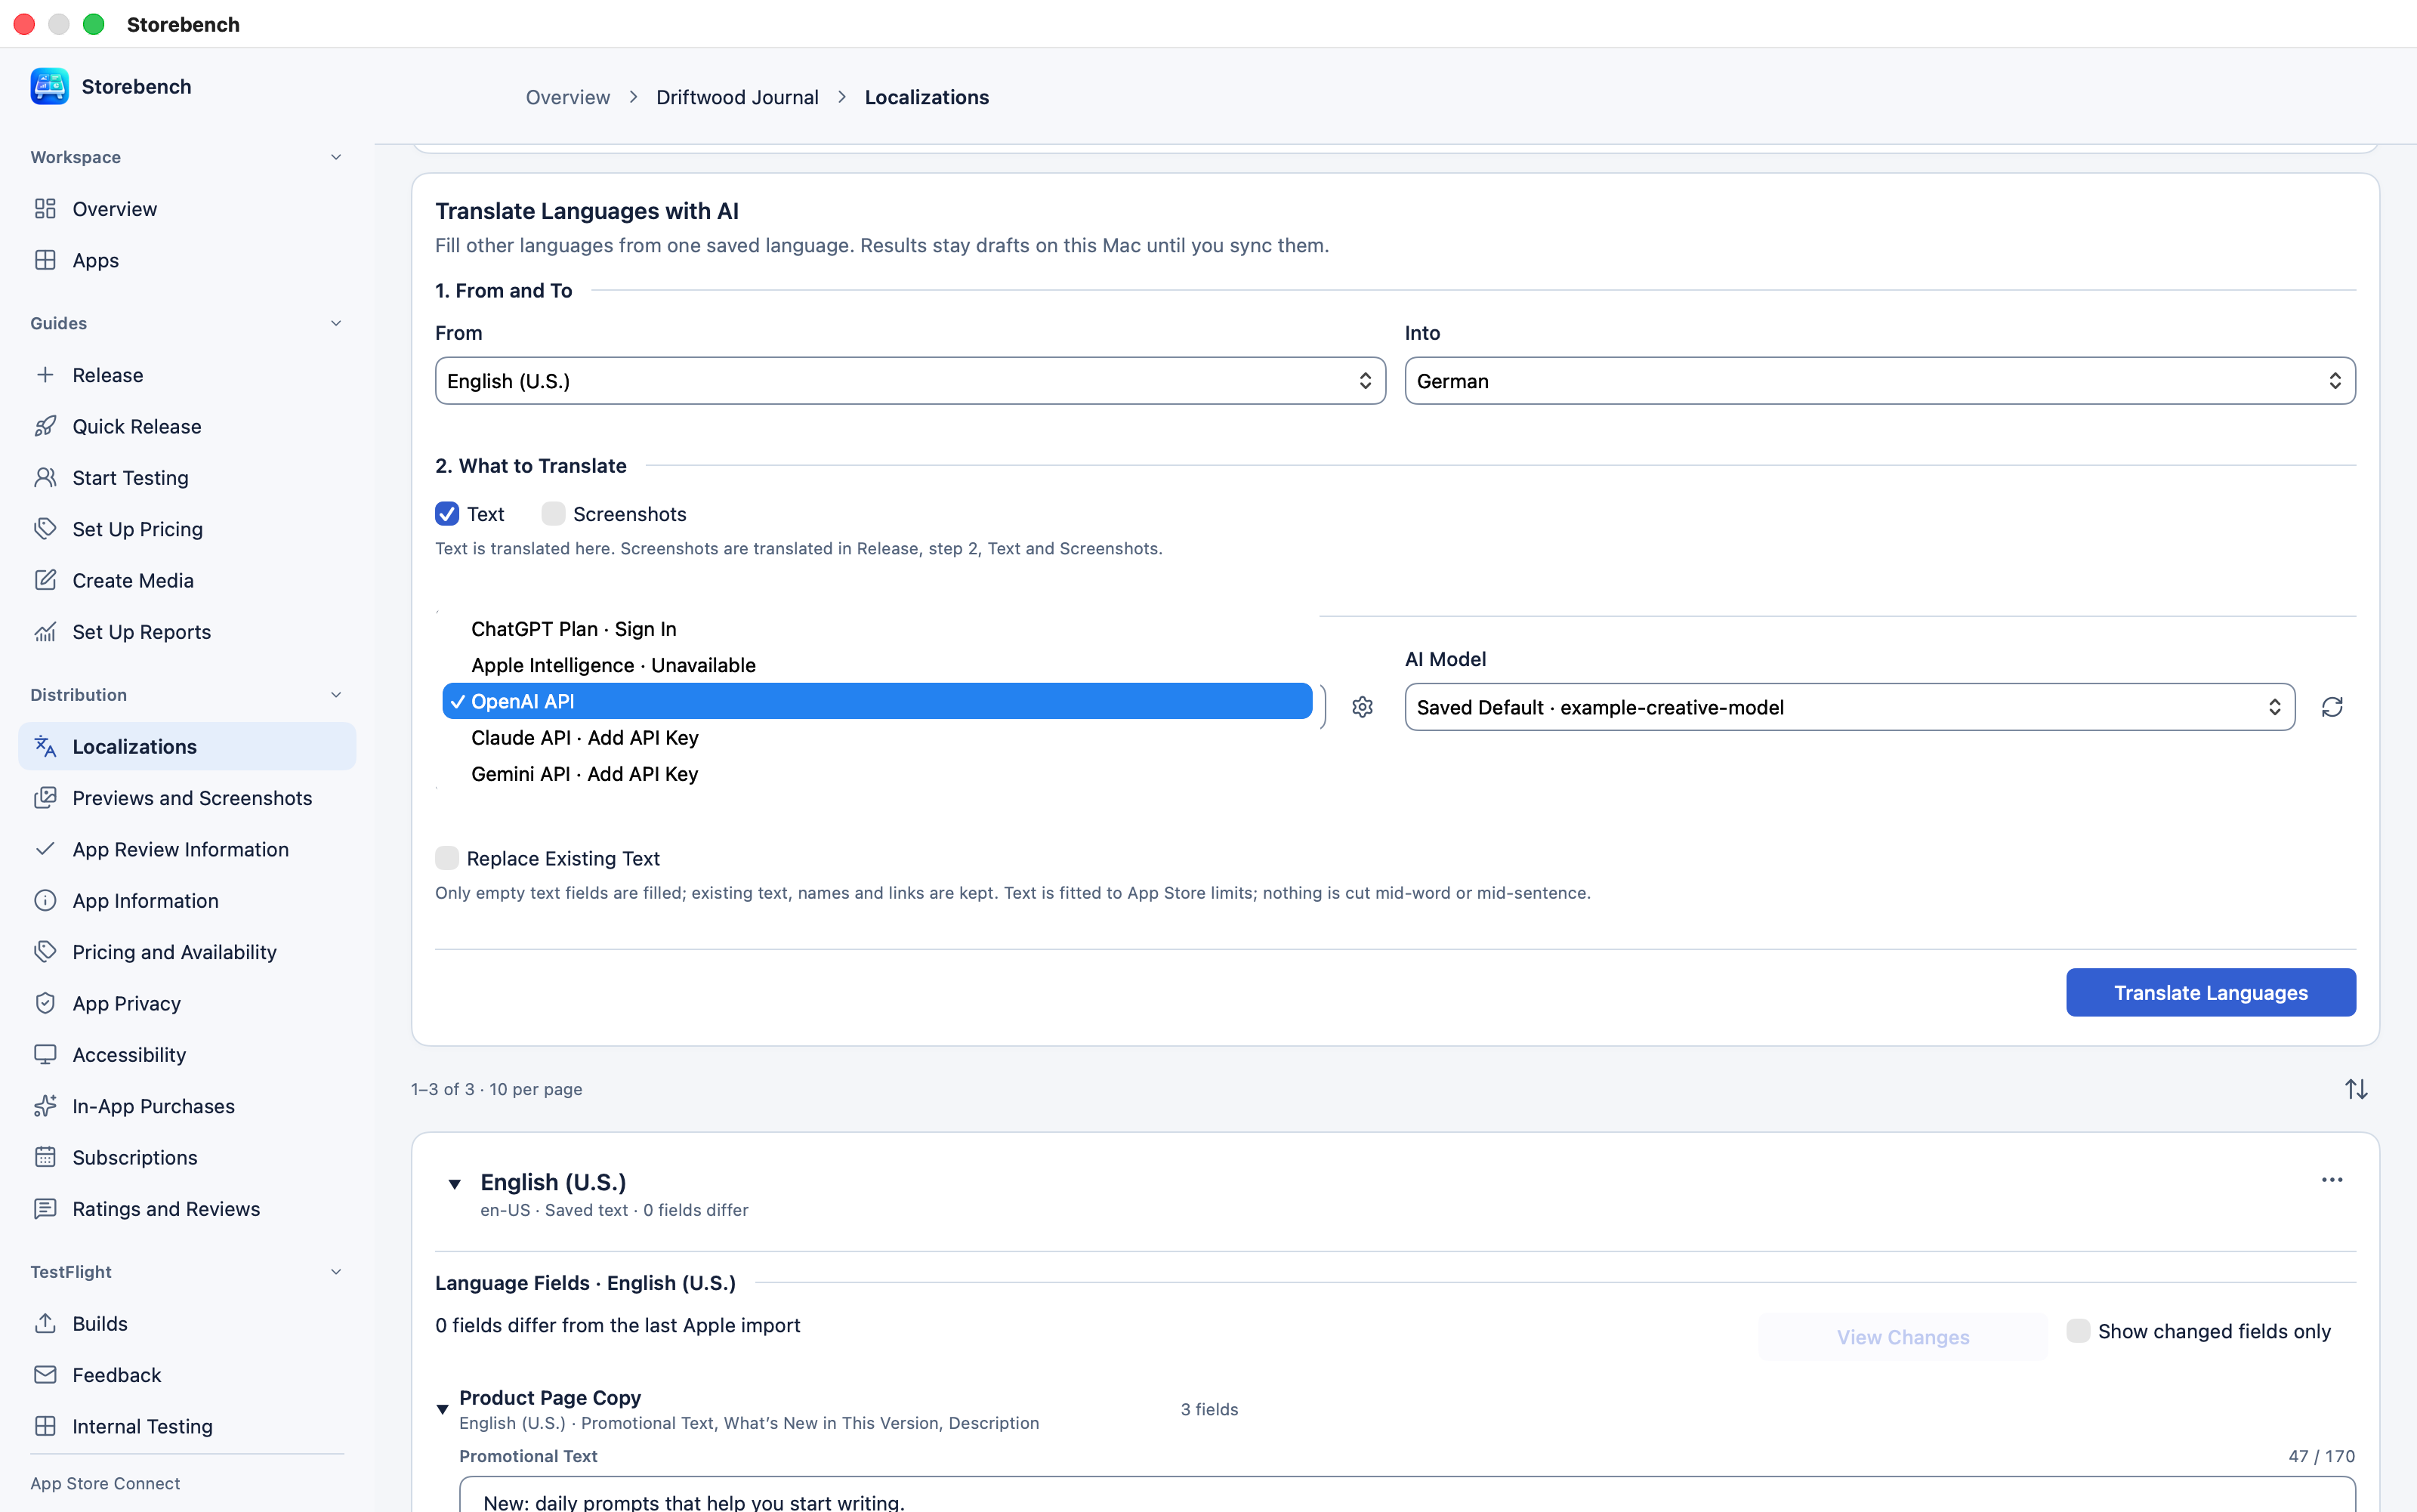 Storebench
Storebench
Overview > Driftwood Journal > Localizations
Workspace
Overview
Apps
Guides
Release
Quick Release
Start Testing
Set Up Pricing
Create Media
Set Up Reports
Distribution
Localizations
Previews and Screenshots
App Review Information
App Information
Pricing and Availability
App Privacy
Accessibility
In-App Purchases
Subscriptions
Ratings and Reviews
TestFlight
Builds
Feedback
Internal Testing
App Store Connect
Translate Languages with AI
Fill other languages from one saved language. Results stay drafts on this Mac until you sync them.
1. From and To
From
Into
English (U.S.)
German
2. What to Translate
Text
Screenshots
Text is translated here. Screenshots are translated in Release, step 2, Text and Screenshots.
ChatGPT Plan · Sign In
Apple Intelligence · Unavailable
✓ OpenAI API
Claude API · Add API Key
Gemini API · Add API Key
AI Model
Saved Default · example-creative-model
Replace Existing Text
Only empty text fields are filled; existing text, names and links are kept. Text is fitted to App Store limits; nothing is cut mid-word or mid-sentence.
Translate Languages
1–3 of 3 · 10 per page
English (U.S.)
en-US · Saved text · 0 fields differ
Language Fields · English (U.S.)
0 fields differ from the last Apple import
View Changes
Show changed fields only
Product Page Copy
English (U.S.) · Promotional Text, What’s New in This Version, Description
3 fields
Promotional Text
47 / 170
New: daily prompts that help you start writing.